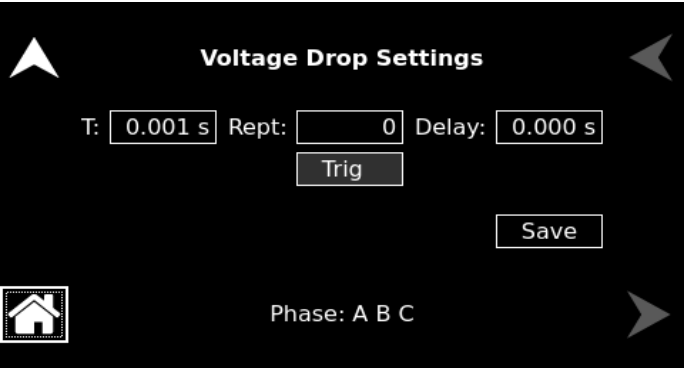 Voltage Drop Settings
T: 0.001 s Rept: 0 Delay: 0.000 s
Trig
Save
Phase: A B C